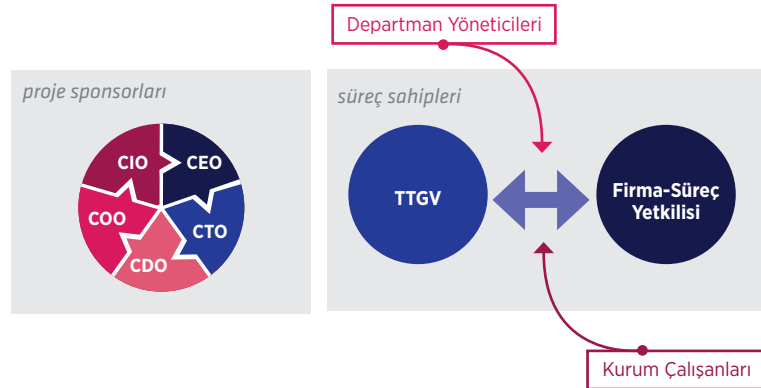 Departman Yöneticileri
proje sponsorları
CIO
CEO
COO
CTO
CDO
süreç sahipleri
TTGV
Firma-Süreç
Yetkilisi
Kurum Çalışanları